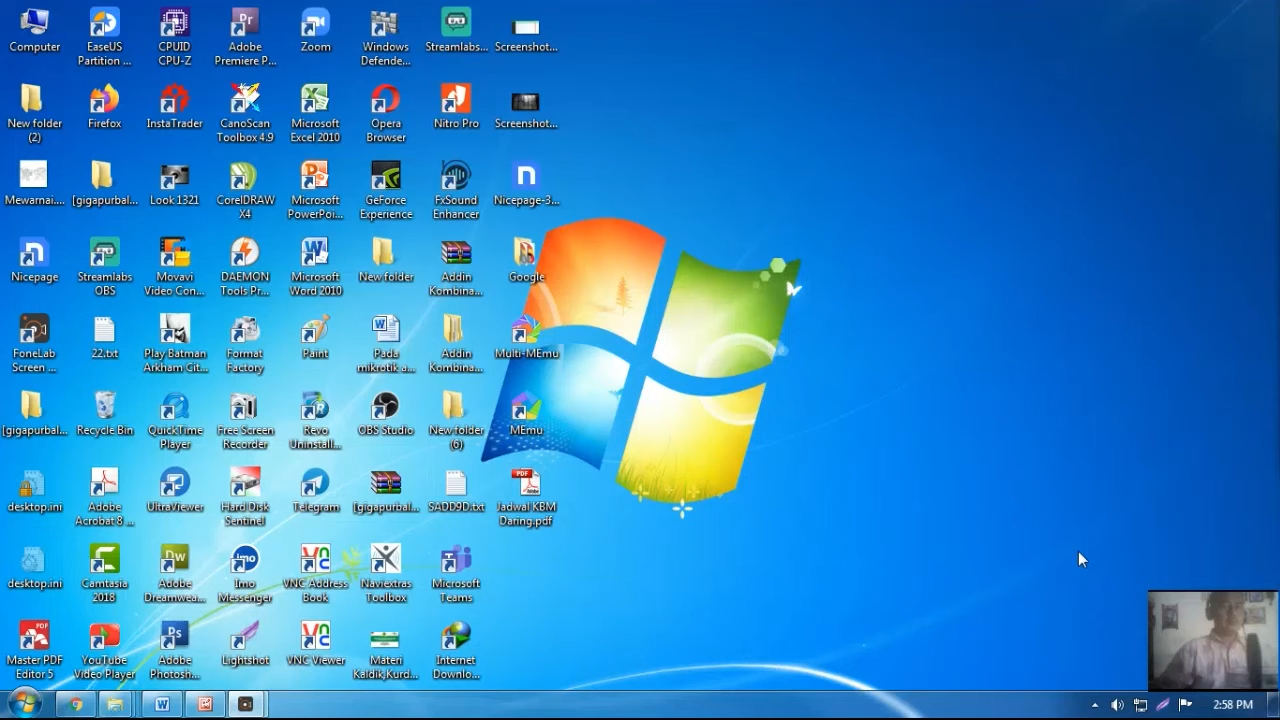 Computer
EaseUS
Partition ...
CPUID
CPU-Z
Adobe
Premiere P...
Zoom
Windows
Defende...
Streamlabs...
Screenshot...
New folder
(2)
Firefox
InstaTrader
CanoScan
Toolbox 4.9
Microsoft
Excel 2010
Opera
Browser
Nitro Pro
Screenshot...
Mewarnai....
[gigapurbal...
Look 1321
CorelDRAW
X4
Microsoft
PowerPoi...
GeForce
Experience
FxSound
Enhancer
Nicepage-3...
Nicepage
Streamlabs
OBS
Movavi
Video Con...
DAEMON
Tools Pr...
Microsoft
Word 2010
New folder
Addin
Kombina...
Google
FoneLab
Screen ...
22.txt
Play Batman
Arkham Cit...
Format
Factory
Paint
Pada
mikrotik a...
Addin
Kombina...
Multi-MEmu
[gigapurbal...
Recycle Bin
QuickTime
Player
Free Screen
Recorder
Revo
Uninstall...
OBS Studio
New folder
(6)
MEmu
desktop.ini
Adobe
Acrobat 8 ...
UltraViewer
Hard Disk
Sentinel
Telegram
[gigapurbal...
SADD9D.txt
Jadwal KBM
Daring.pdf
desktop.ini
Camtasia
2018
Adobe
Dreamwea...
Imo
Messenger
VNC Address
Book
Naviextras
Toolbox
Microsoft
Teams
Master PDF
Editor 5
YouTube
Video Player
Adobe
Photosh...
Lightshot
VNC Viewer
Materi
Kaldik,Kurd...
Internet
Downlo...
2:58 PM